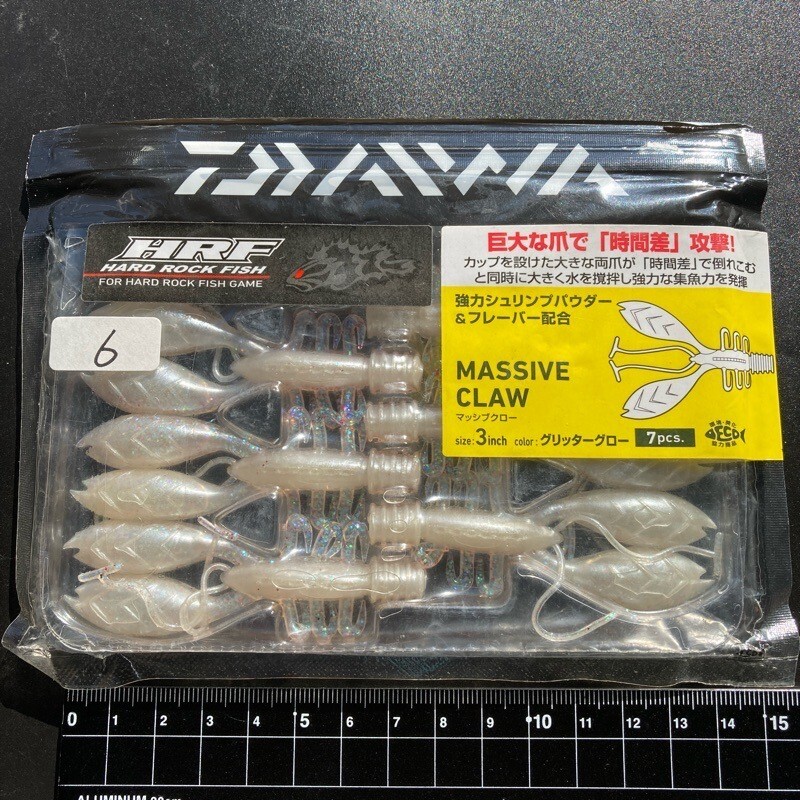 DAIWA
HRF
HARD ROCK FISH
FOR HARD ROCK FISH GAME
6
巨大な爪で「時間差」攻撃!
カップを設けた大きな両爪が「時間差」で倒れこむ
と同時に大きく水を撹拌し強力な集魚力を発揮
強力シュリンプパウダー
&フレーバー配合
MASSIVE
CLAW
マッシブクロー
size: 3inch color: グリッターグロー 7pcs.
0 1 2 3 4 5 6 7 8 9 10 11 12 13 14 15